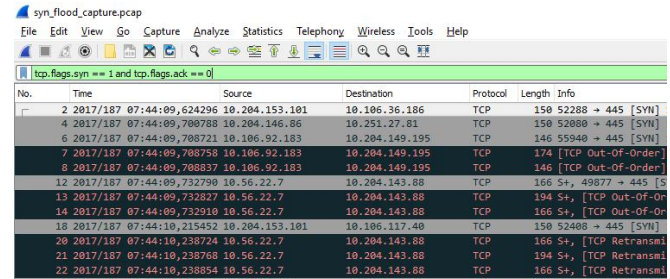 syn_flood_capture.pcap
File Edit View Go Capture Analyze Statistics Telephony Wireless Tools Help
tcp.flags.syn == 1 and tcp.flags.ack == 0
No. Time Source Destination Protocol Length Info
2 2017/187 07:44:09,624296 10.204.153.101 10.106.36.186 TCP 150 52288 → 445 [SYN]
4 2017/187 07:44:09,700788 10.204.146.86 10.251.27.81 TCP 150 52080 → 445 [SYN]
6 2017/187 07:44:09,708721 10.106.92.183 10.204.149.195 TCP 146 55940 → 445 [SYN]
7 2017/187 07:44:09,708758 10.106.92.183 10.204.149.195 TCP 174 [TCP Out-Of-Order]
8 2017/187 07:44:09,708837 10.106.92.183 10.204.149.195 TCP 146 [TCP Out-Of-Order]
12 2017/187 07:44:09,732790 10.56.22.7 10.204.143.88 TCP 166 S+, 49877 → 445 [S
13 2017/187 07:44:09,732827 10.56.22.7 10.204.143.88 TCP 194 S+, [TCP Out-Of-Or
14 2017/187 07:44:09,732910 10.56.22.7 10.204.143.88 TCP 166 S+, [TCP Out-Of-Or
18 2017/187 07:44:10,215452 10.204.153.101 10.106.117.40 TCP 150 52408 → 445 [SYN]
20 2017/187 07:44:10,238724 10.56.22.7 10.204.143.88 TCP 166 S+, [TCP Retransmi
21 2017/187 07:44:10,238768 10.56.22.7 10.204.143.88 TCP 194 S+, [TCP Retransmi
22 2017/187 07:44:10,238854 10.56.22.7 10.204.143.88 TCP 166 S+, [TCP Retransmi